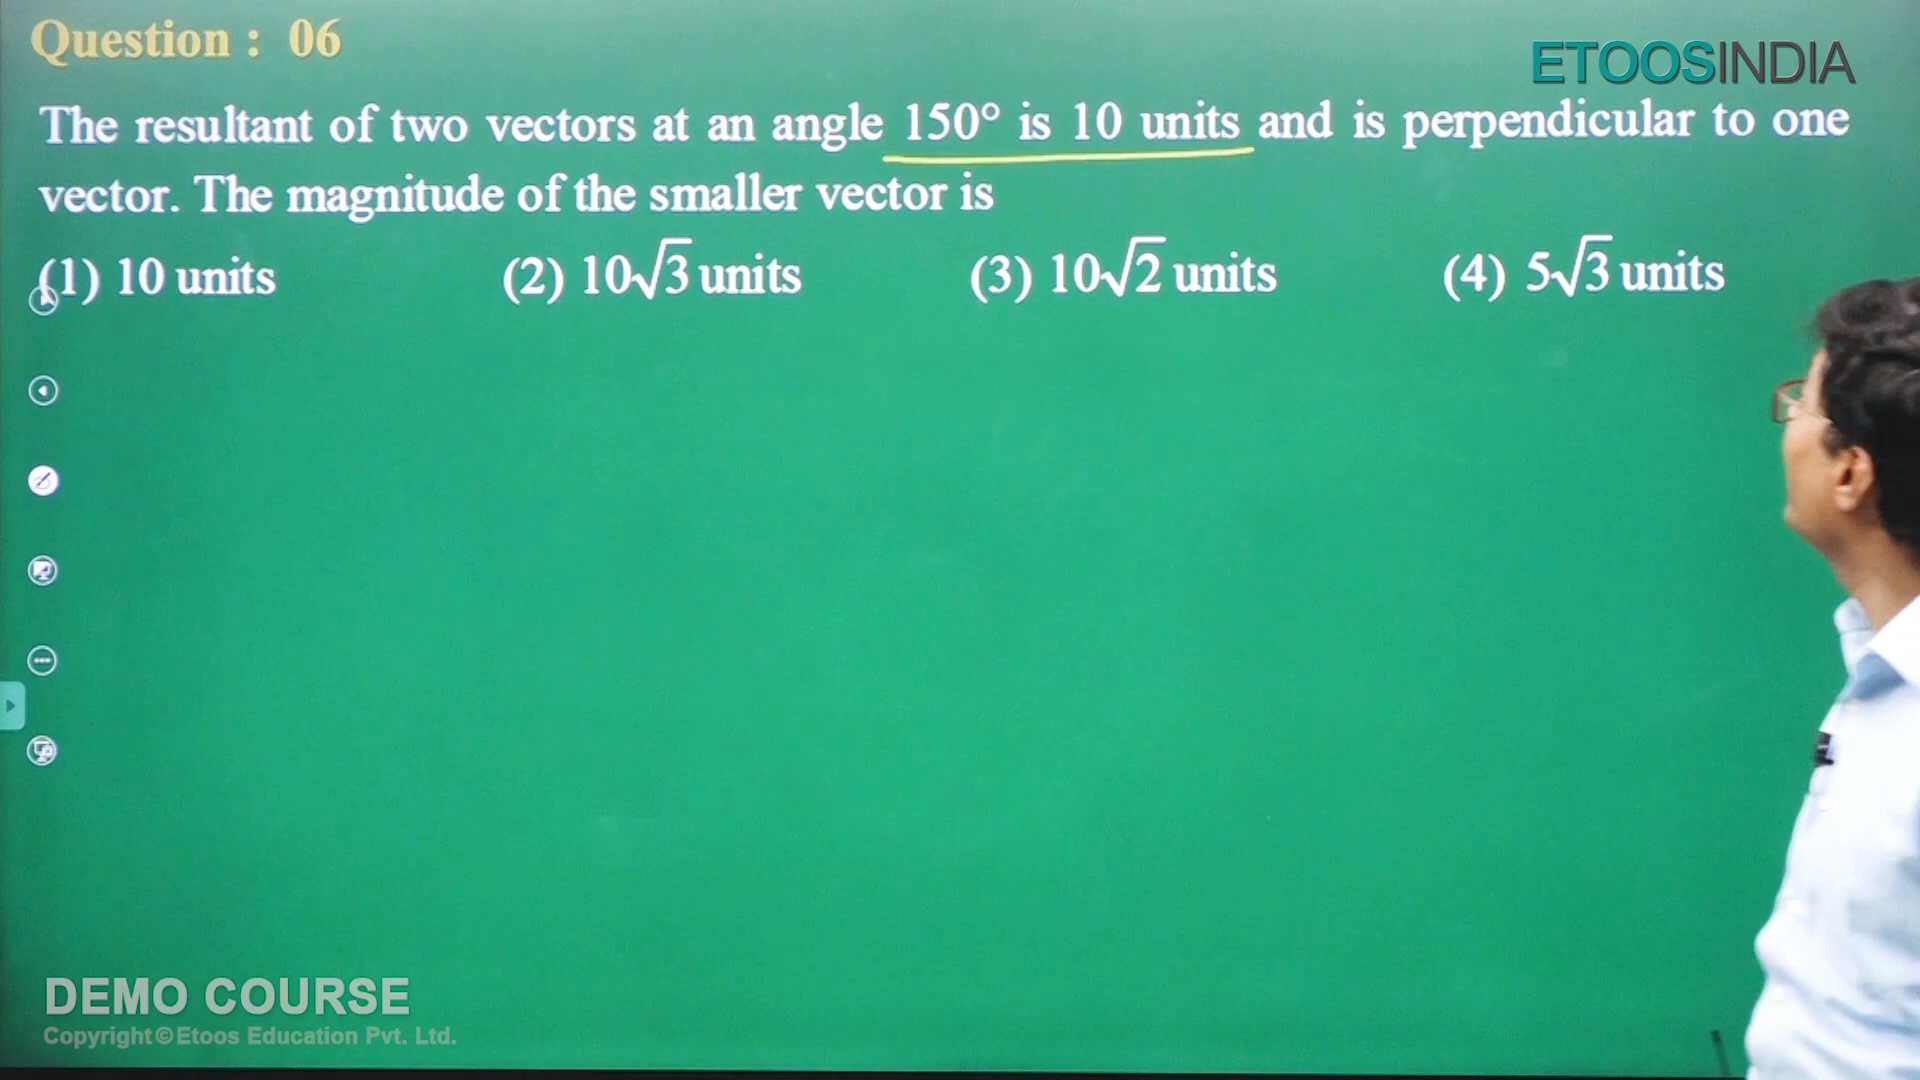 Question : 06
ETOOSINDIA
The resultant of two vectors at an angle 150° is 10 units and is perpendicular to one
vector. The magnitude of the smaller vector is
(1) 10 units (2) 10√3 units (3) 10√2 units (4) 5√3 units
DEMO COURSE
Copyright©Etoos Education Pvt. Ltd.